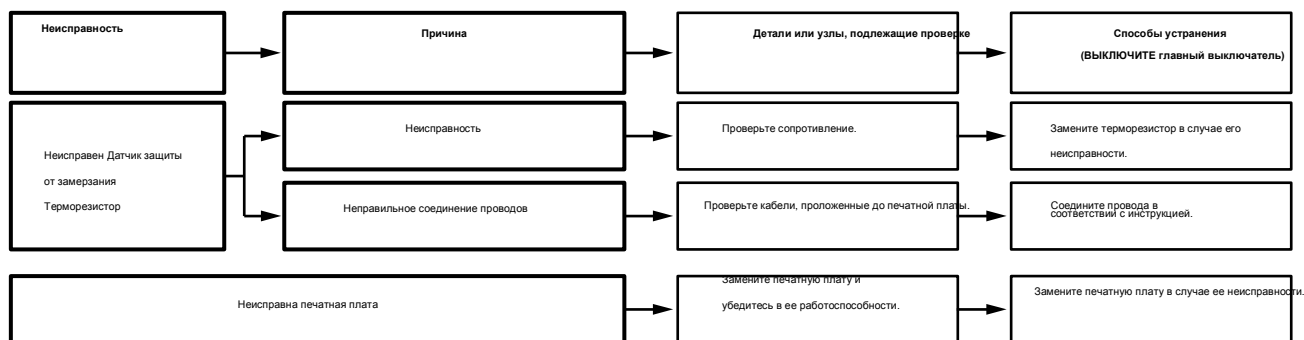 Неисправность
Причина
Детали или узлы, подлежащие проверке
Способы устранения
(ВЫКЛЮЧИТЕ главный выключатель)
Неисправен Датчик защиты
от замерзания
Терморезистор
Неисправность
Проверьте сопротивление.
Замените терморезистор в случае его
неисправности.
Неправильное соединение проводов
Проверьте кабели, проложенные до печатной платы.
Соедините провода в
соответствии с инструкцией.
Неисправна печатная плата
Замените печатную плату и
убедитесь в ее работоспособности.
Замените печатную плату в случае ее неисправности.